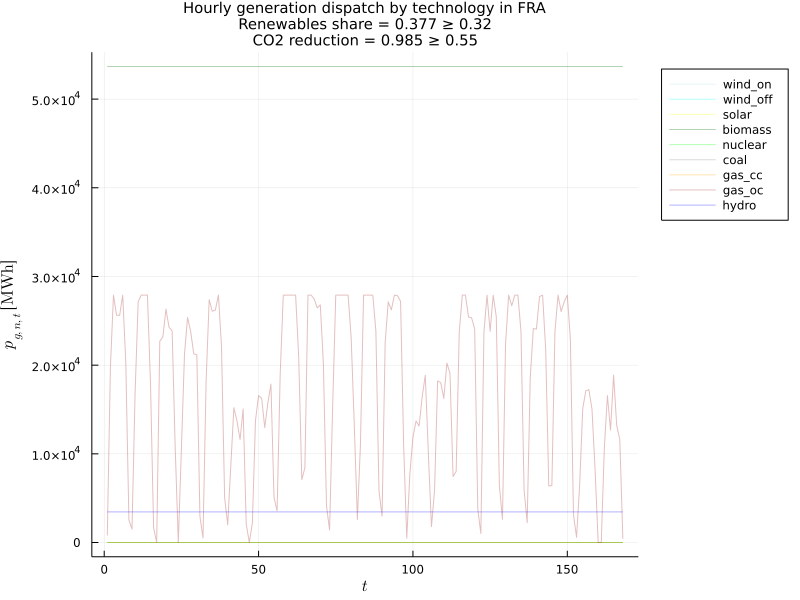 Hourly generation dispatch by technology in FRA
Renewables share = 0.377 ≥ 0.32
CO2 reduction = 0.985 ≥ 0.55
5.0×10⁴
4.0×10⁴
3.0×10⁴
2.0×10⁴
1.0×10⁴
0
p_{g,n,t} [MWh]
0 50 100 150
t
wind_on
wind_off
solar
biomass
nuclear
coal
gas_cc
gas_oc
hydro